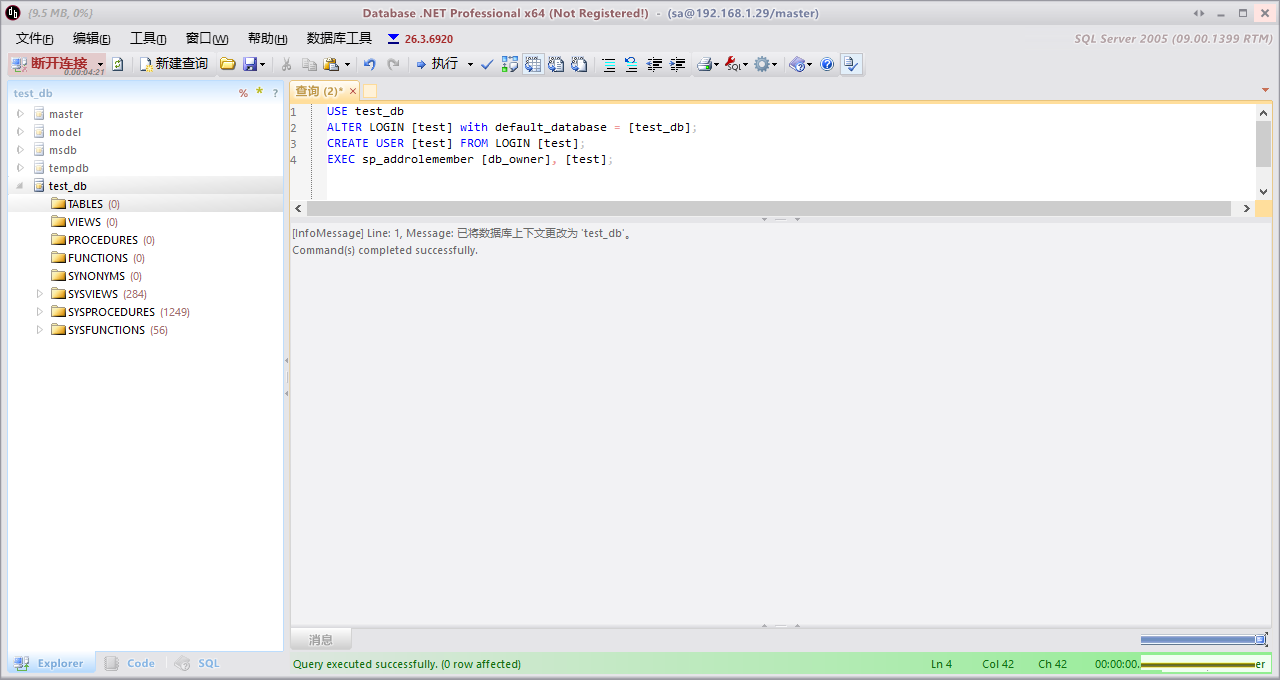 (9.5 MB, 0%) Database .NET Professional x64 (Not Registered!) - (sa@192.168.1.29/master)
文件(F) 编辑(E) 工具(T) 窗口(W) 帮助(H) 数据库工具 26.3.6920 SQL Server 2005 (09.00.1399 RTM)
断开连接 0.00:04:21 新建查询 执行 SQL
test_db % * ?
master
model
msdb
tempdb
test_db
TABLES (0)
VIEWS (0)
PROCEDURES (0)
FUNCTIONS (0)
SYNONYMS (0)
SYSVIEWS (284)
SYSPROCEDURES (1249)
SYSFUNCTIONS (56)
查询 (2)* ×
1 USE test_db
2 ALTER LOGIN [test] with default_database = [test_db];
3 CREATE USER [test] FROM LOGIN [test];
4 EXEC sp_addrolemember [db_owner], [test];
[InfoMessage] Line: 1, Message: 已将数据库上下文更改为 'test_db'。
Command(s) completed successfully.
消息
Explorer Code SQL
Query executed successfully. (0 row affected) Ln 4 Col 42 Ch 42 00:00:00.